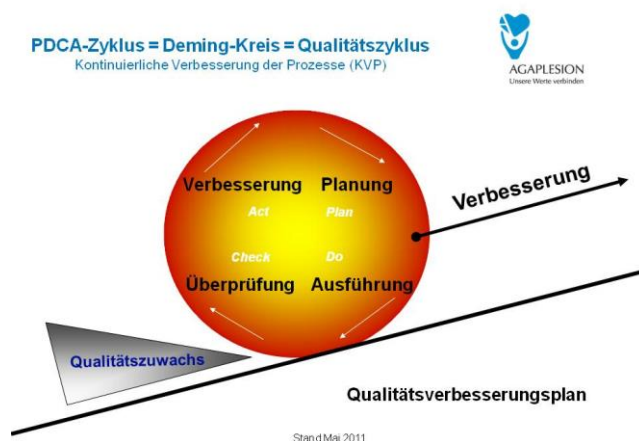 PDCA-Zyklus = Deming-Kreis = Qualitätszyklus
Kontinuierliche Verbesserung der Prozesse (KVP)
AGAPLESION
Unsere Werte verbinden
Verbesserung Planung
Act Plan
Check Do
Überprüfung Ausführung
Verbesserung
Qualitätszuwachs
Qualitätsverbesserungsplan
Stand Mai 2011